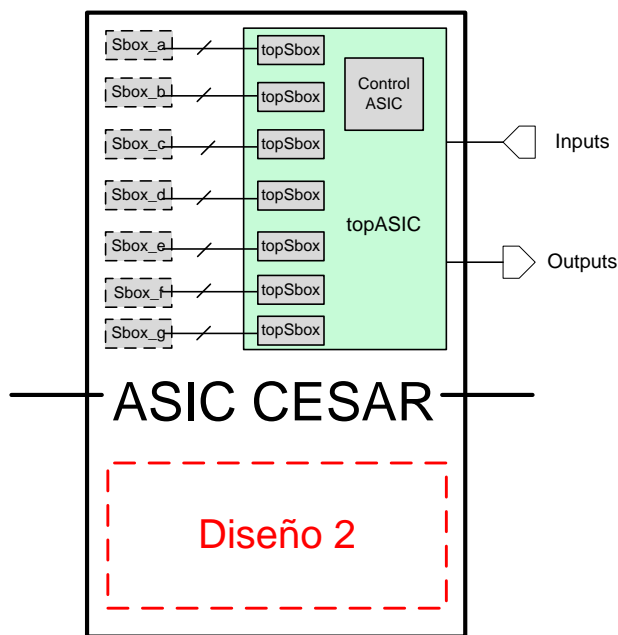 Sbox_a
topSbox
Sbox_b
topSbox
Control
ASIC
Sbox_c
topSbox
Inputs
Sbox_d
topSbox
topASIC
Sbox_e
topSbox
Outputs
Sbox_f
topSbox
Sbox_g
topSbox
ASIC CESAR
Diseño 2